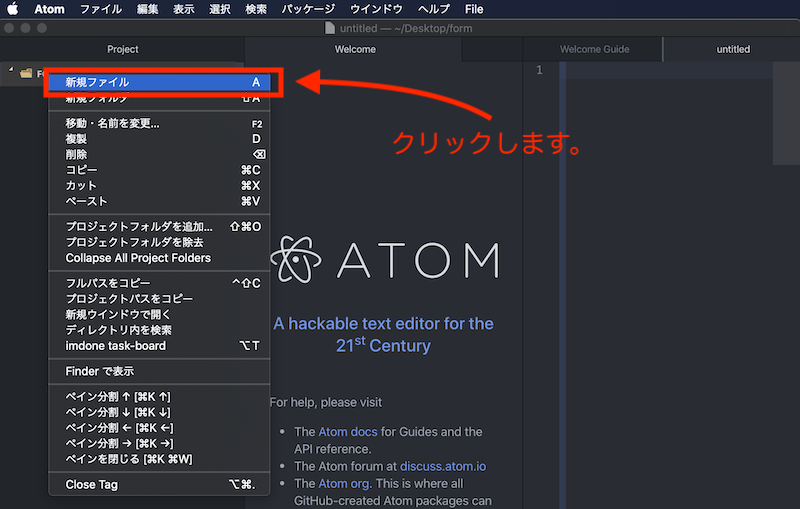 Atom ファイル 編集 表示 選択 検索 パッケージ ウインドウ ヘルプ File
untitled — ~/Desktop/form
Project
Welcome
Welcome Guide
untitled
1
新規ファイル A
新規フォルダ ⇧A
移動・名前を変更... F2
複製 D
削除 ⌫
コピー ⌘C
カット ⌘X
ペースト ⌘V
プロジェクトフォルダを追加... ⇧⌘O
プロジェクトフォルダを除去
Collapse All Project Folders
フルパスをコピー ^⇧C
プロジェクトパスをコピー
新規ウインドウで開く
ディレクトリ内を検索
imdone task-board ⌥T
Finder で表示
ペイン分割 ↑ [⌘K ↑]
ペイン分割 ↓ [⌘K ↓]
ペイン分割 ← [⌘K ←]
ペイン分割 → [⌘K →]
ペインを閉じる [⌘K ⌘W]
Close Tag ⌥⌘.
クリックします。
ATOM
A hackable text editor for the
21st Century
For help, please visit
• The Atom docs for Guides and the
API reference.
• The Atom forum at discuss.atom.io
• The Atom org. This is where all
GitHub-created Atom packages can